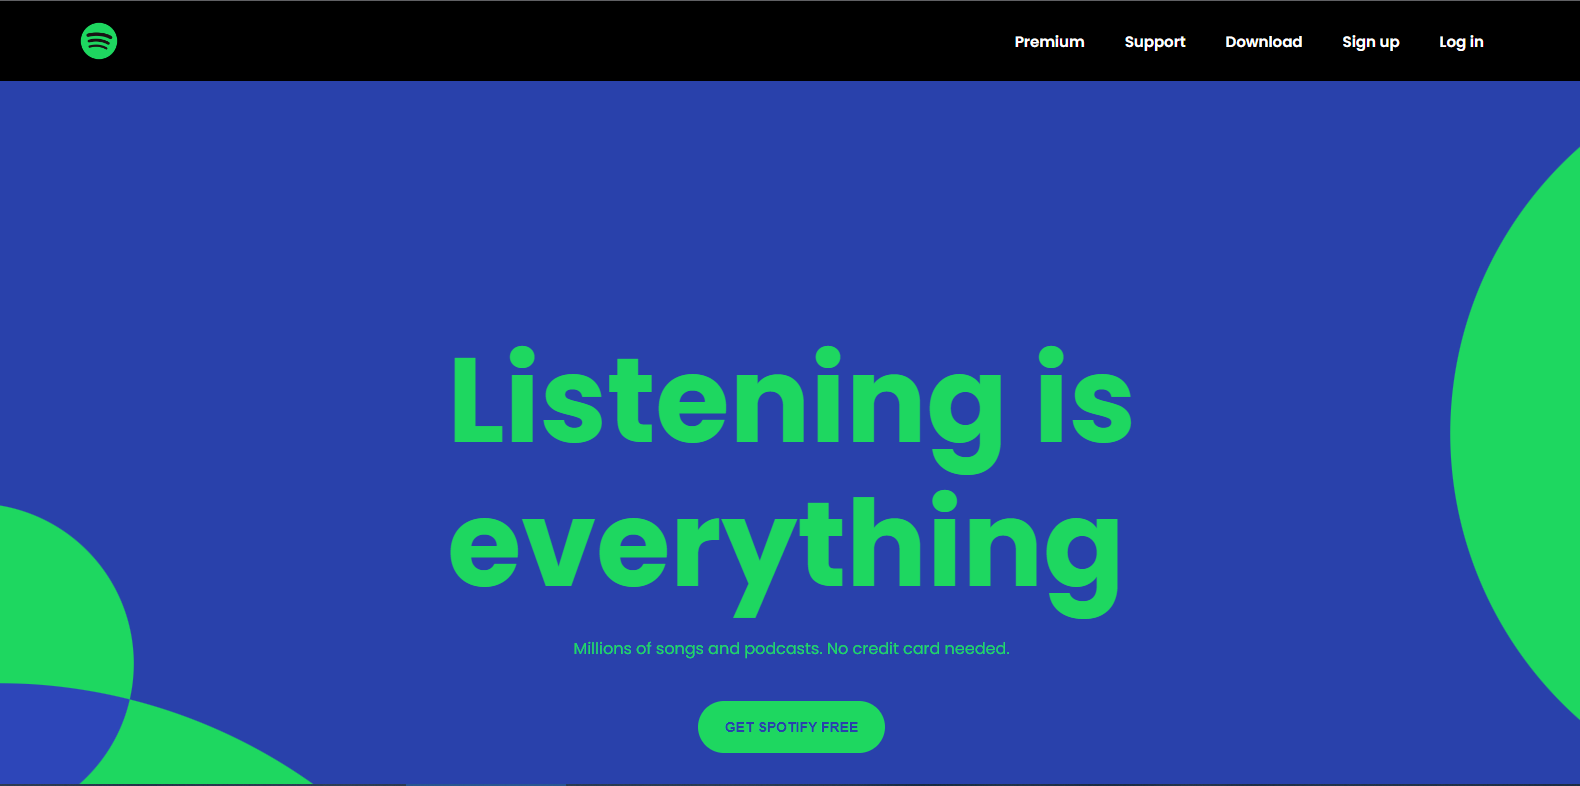 Premium Support Download Sign up Log in
Listening is
everything
Millions of songs and podcasts. No credit card needed.
GET SPOTIFY FREE